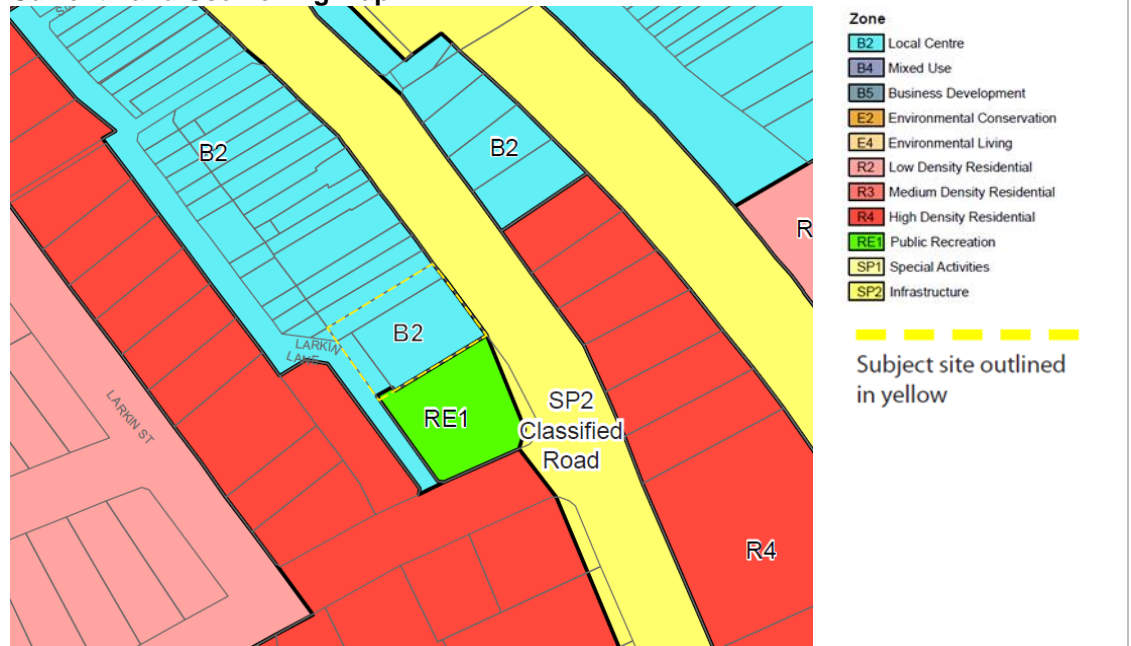 B2
B2
R
B2
LARKIN
LANE
RE1
SP2
Classified
Road
LARKIN ST
R4
Zone
B2 Local Centre
B4 Mixed Use
B5 Business Development
E2 Environmental Conservation
E4 Environmental Living
R2 Low Density Residential
R3 Medium Density Residential
R4 High Density Residential
RE1 Public Recreation
SP1 Special Activities
SP2 Infrastructure
Subject site outlined
in yellow